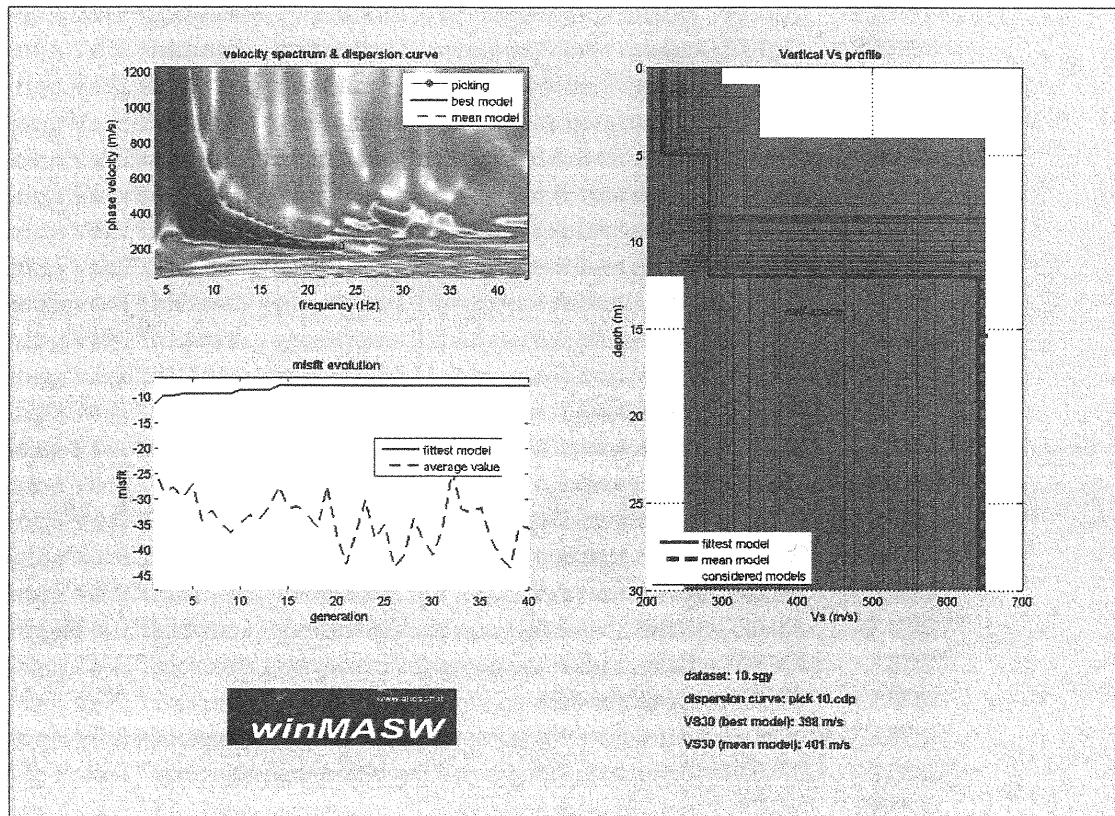 velocity spectrum & dispersion curve
1200
1000
800
600
400
200
phase velocity (m/s)
picking
best model
mean model
5
10
15
20
25
30
35
40
frequency (Hz)
misfit evolution
-10
-15
-20
-25
-30
-35
-40
-45
misfit
fittest model
average value
5
10
15
20
25
30
35
40
generation
winMASW
Vertical Vs profile
0
5
10
15
20
25
30
depth (m)
fittest model
mean model
considered models
200
300
400
500
600
700
Vs (m/s)
dataset: 10.sgy
dispersion curve: pick 10.cdp
VS30 (best model): 398 m/s
VS30 (mean model): 401 m/s